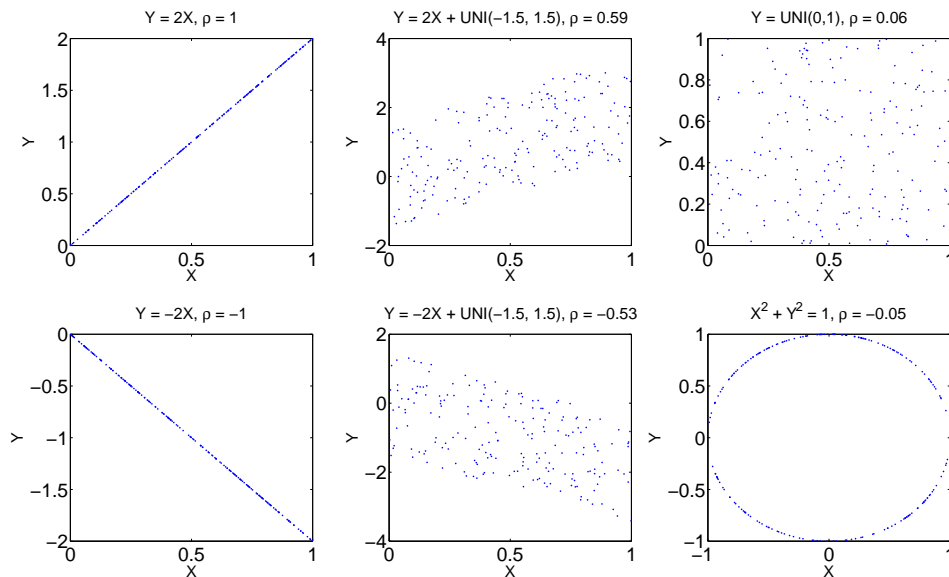 Y = 2X, ρ = 1
2
1.5
1
0.5
0
0
0.5
1
X
Y
Y = 2X + UNI(−1.5, 1.5), ρ = 0.59
4
2
0
−2
0
0.5
1
X
Y
Y = UNI(0,1), ρ = 0.06
1
0.8
0.6
0.4
0.2
0
0
0.5
1
X
Y
Y = −2X, ρ = −1
0
−0.5
−1
−1.5
−2
0
0.5
1
X
Y
Y = −2X + UNI(−1.5, 1.5), ρ = −0.53
2
0
−2
−4
0
0.5
1
X
Y
X² + Y² = 1, ρ = −0.05
1
0.5
0
−0.5
−1
−1
0
1
X
Y